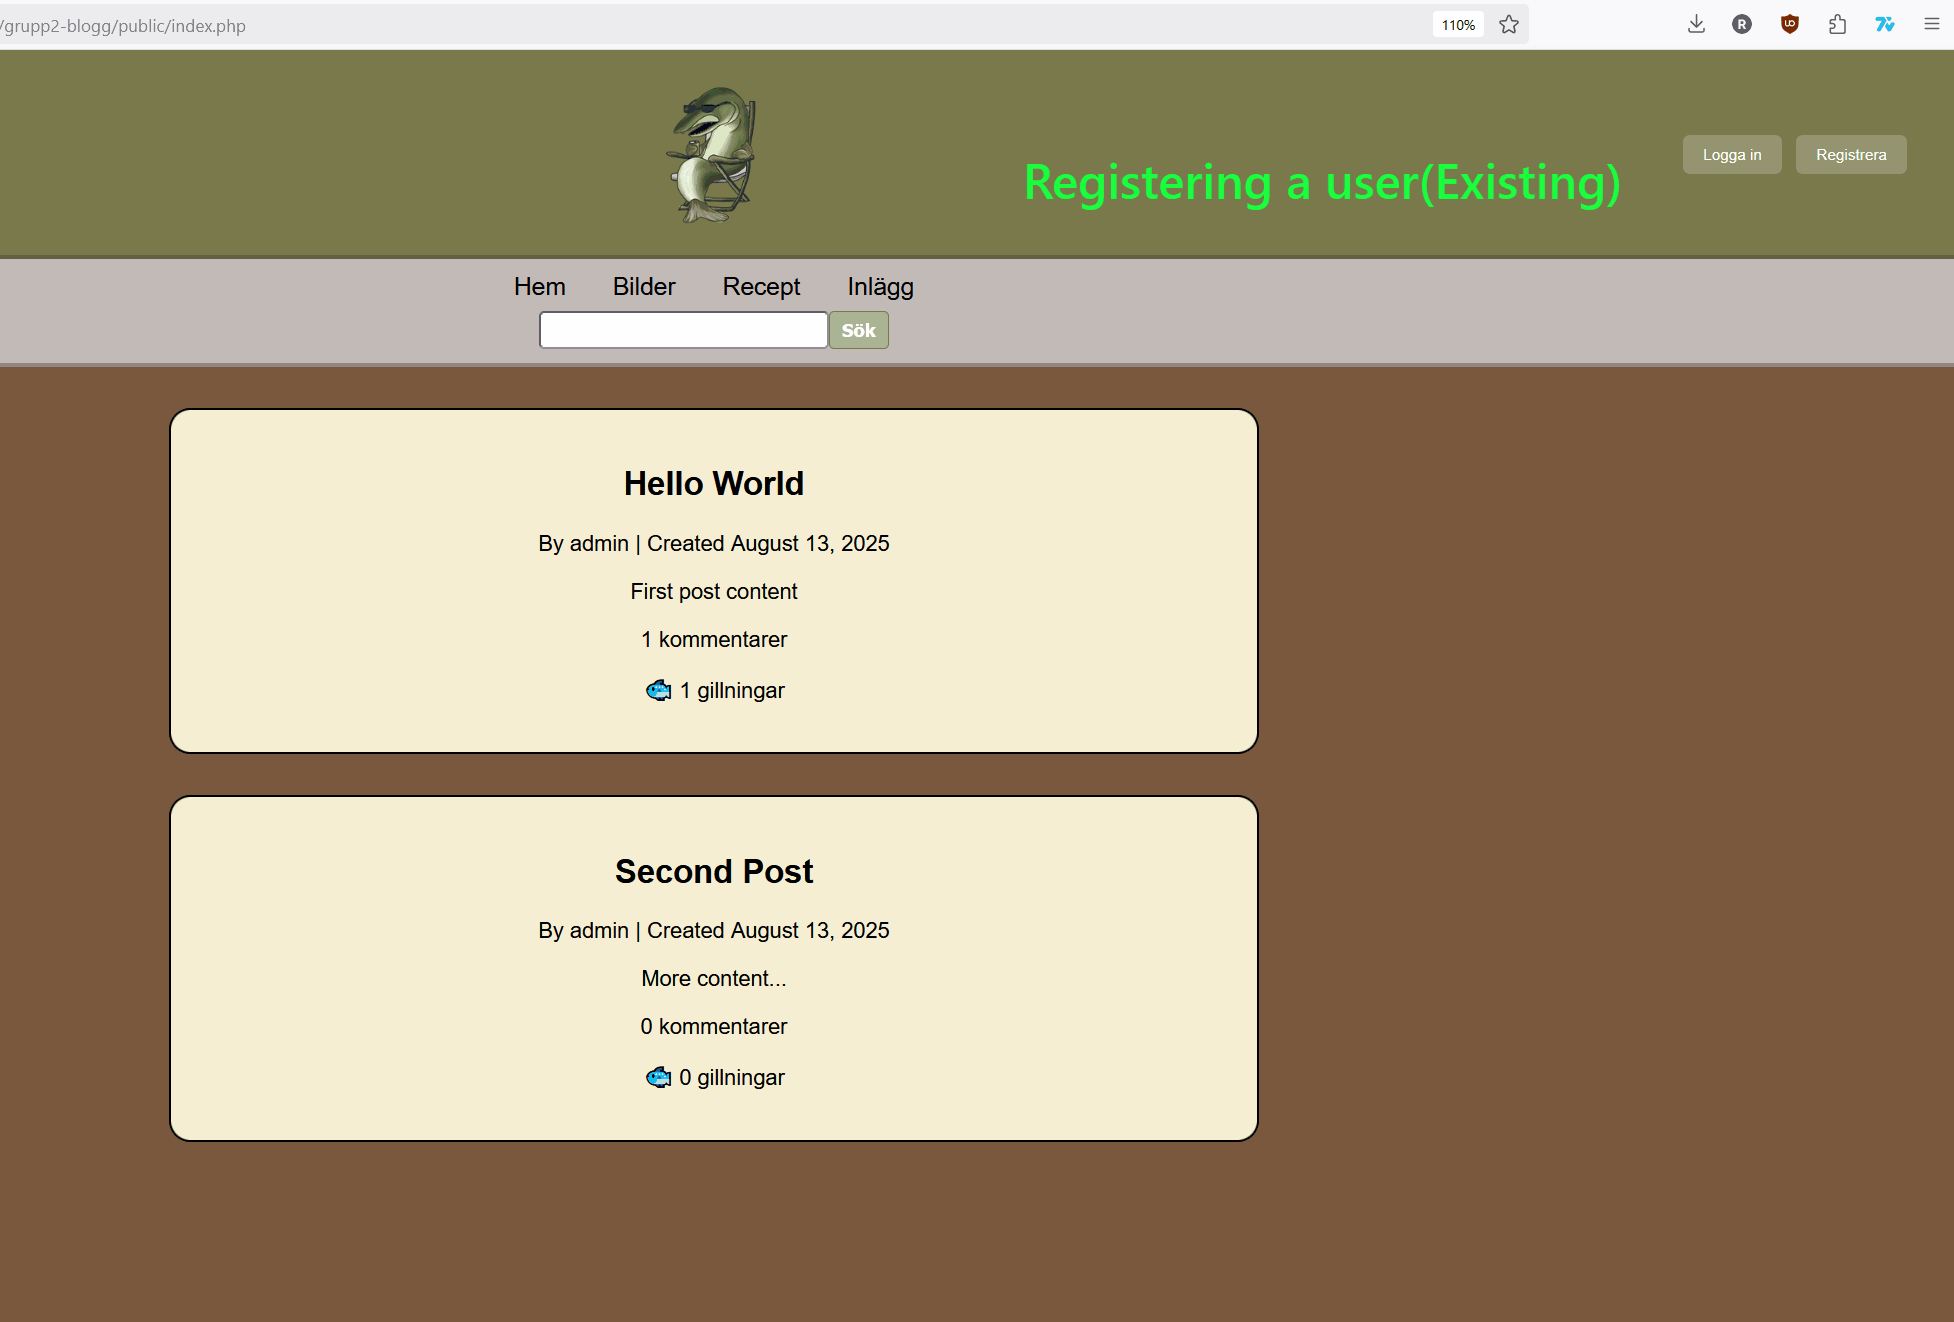 /grupp2-blogg/public/index.php
110%
R
Logga in
Registrera
Registering a user(Existing)
Hem
Bilder
Recept
Inlägg
Sök
Hello World
By admin | Created August 13, 2025
First post content
1 kommentarer
1 gillningar
Second Post
By admin | Created August 13, 2025
More content...
0 kommentarer
0 gillningar